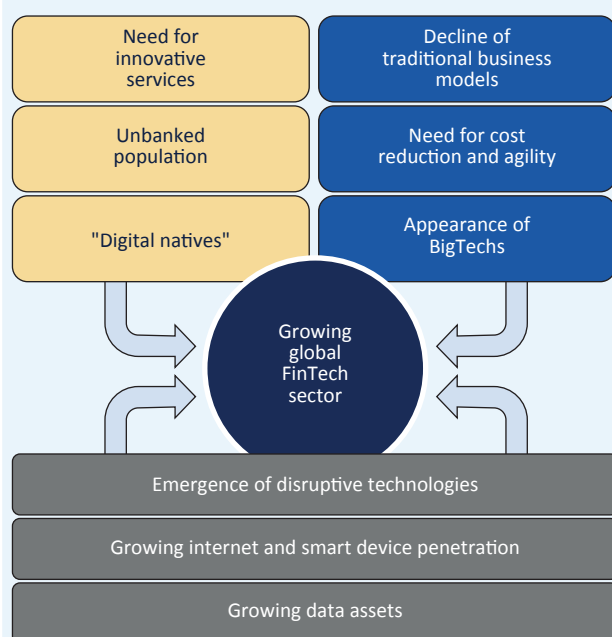 Need for
innovative
services
Decline of
traditional business
models
Unbanked
population
Need for cost
reduction and agility
"Digital natives"
Appearance of
BigTechs
Growing
global
FinTech
sector
Emergence of disruptive technologies
Growing internet and smart device penetration
Growing data assets